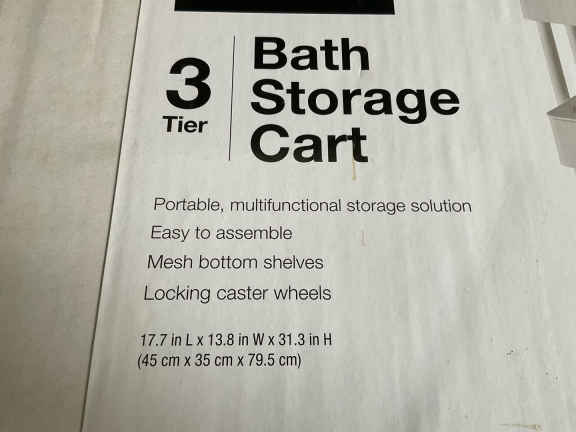 3
Tier
Bath
Storage
Cart
Portable, multifunctional storage solution
Easy to assemble
Mesh bottom shelves
Locking caster wheels
17.7 in L x 13.8 in W x 31.3 in H
(45 cm x 35 cm x 79.5 cm)